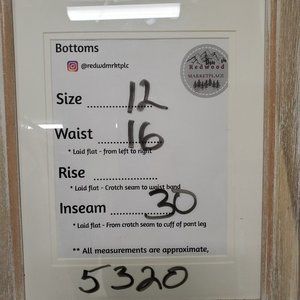 Bottoms
@redwdmrktplc
The
Redwood
MARKETPLACE
Size .................... 12
Waist ................ 16
* Laid flat - from left to right
Rise ....................
* Laid flat - Crotch seam to waist band
Inseam ................ 30
* Laid flat - From crotch seam to cuff of pant leg
** All measurements are approximate,
5320